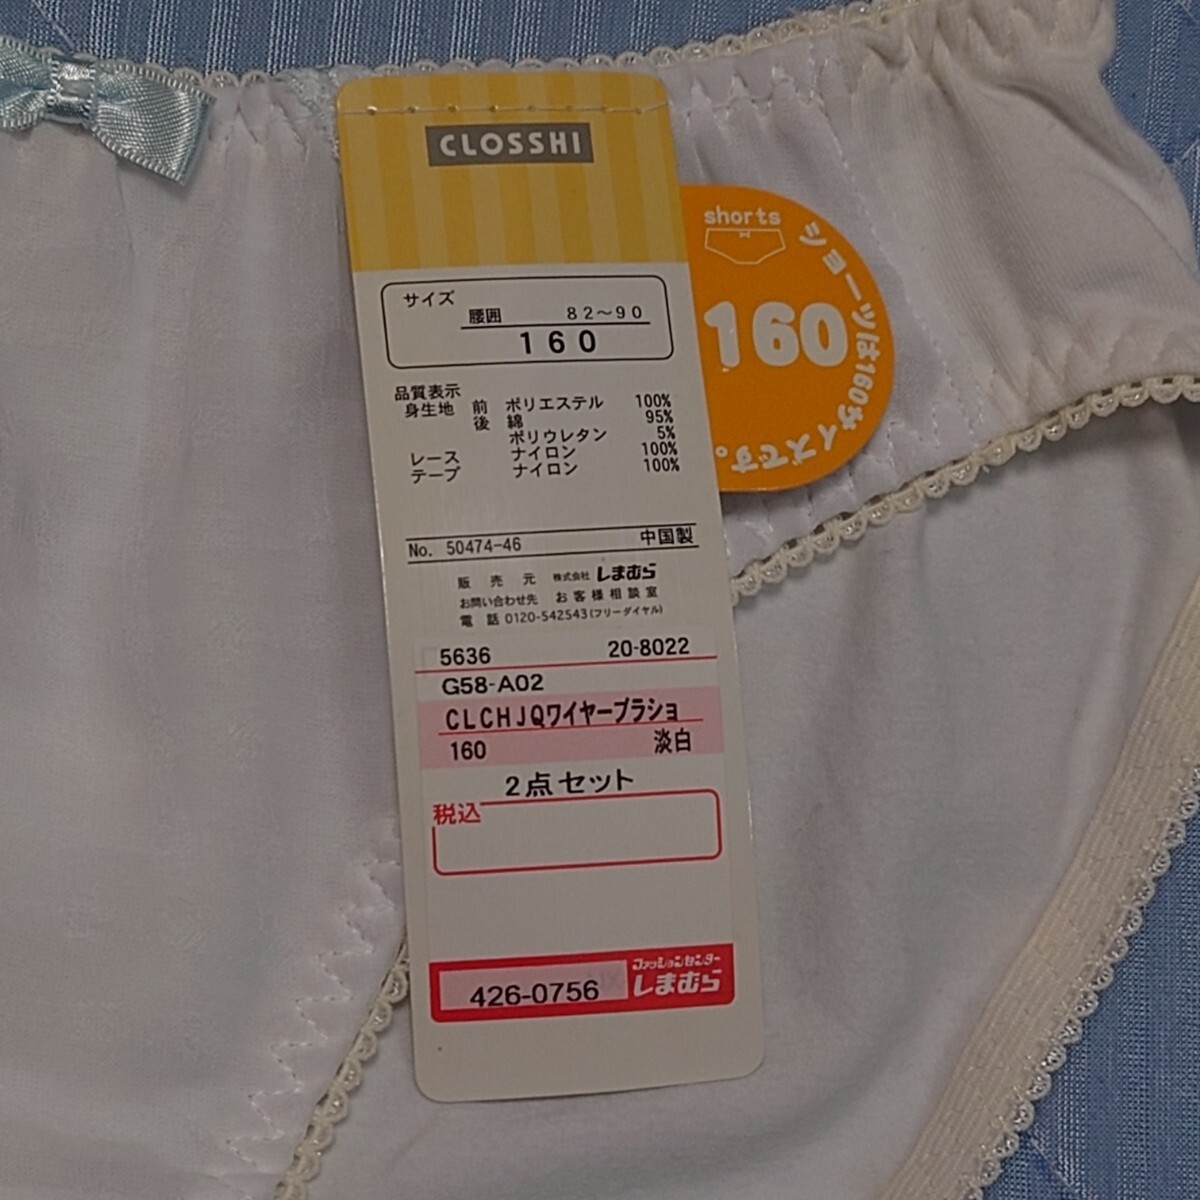 CLOSSHI
shorts
160
ショーツは160サイズです。
サイズ
腰囲 82～90
160
品質表示
身生地 前 ポリエステル 100%
後 綿 95%
ポリウレタン 5%
レース ナイロン 100%
テープ ナイロン 100%
No. 50474-46 中国製
販売元 株式会社 しまむら
お問い合わせ先 お客様相談室
電話 0120-542543(フリーダイヤル)
5636 20-8022
G58-A02
CLCHJQワイヤーブラショ
160 淡白
2点セット
税込
426-0756
ファッションセンター
しまむら